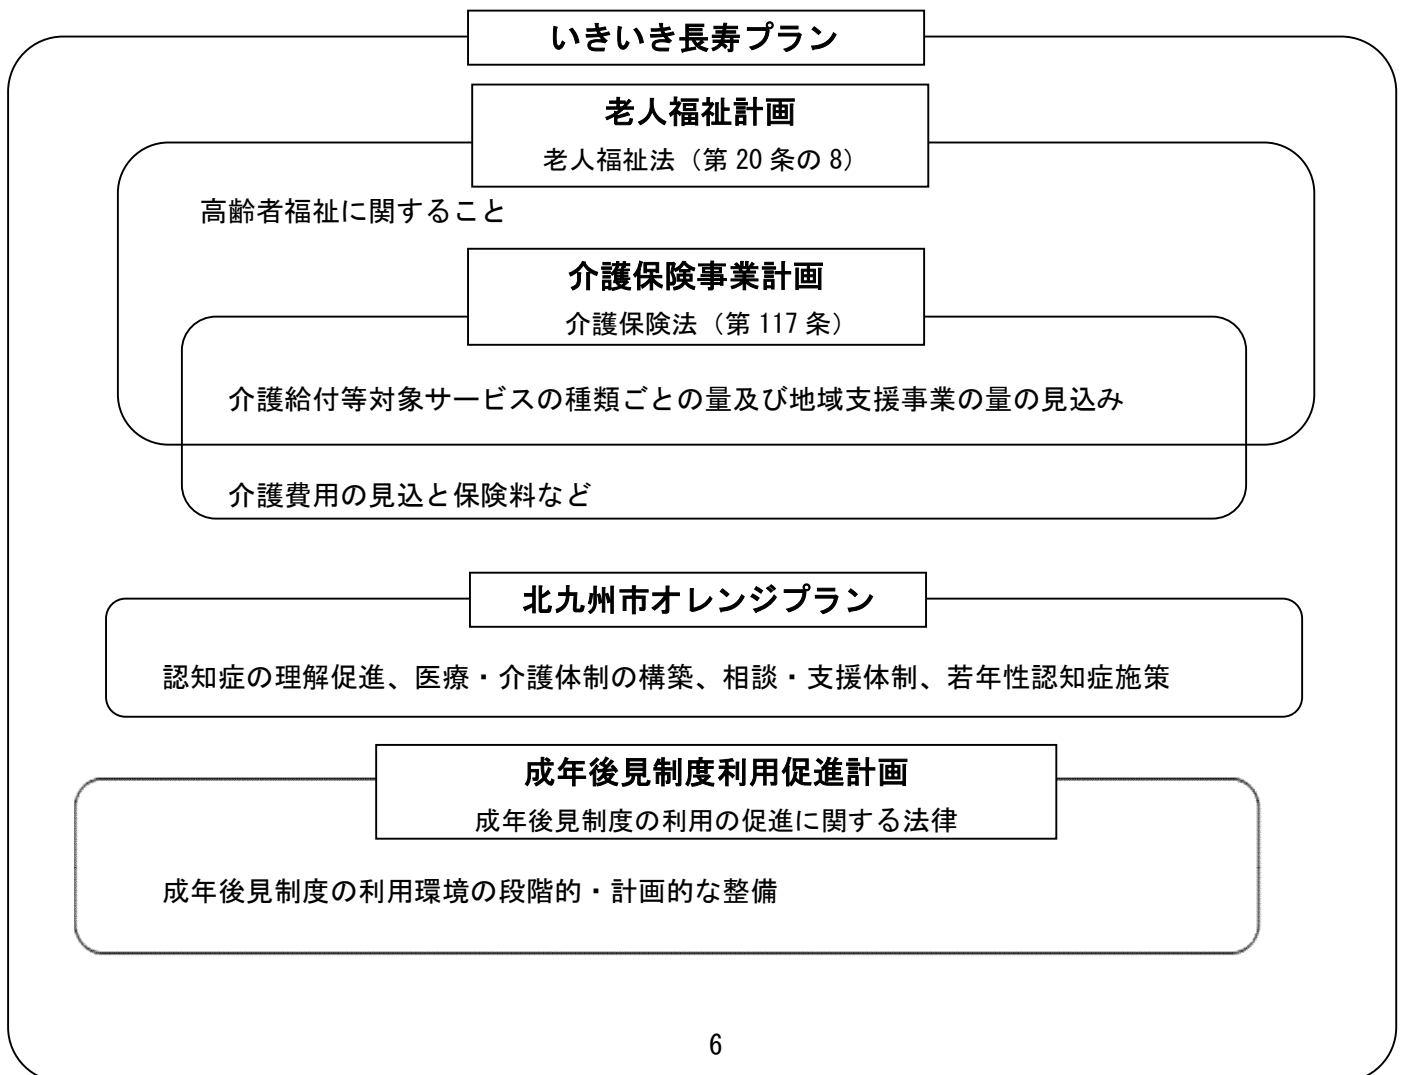 いきいき長寿プラン
老人福祉計画
老人福祉法（第 20 条の 8）
高齢者福祉に関すること
介護保険事業計画
介護保険法（第 117 条）
介護給付等対象サービスの種類ごとの量及び地域支援事業の量の見込み
介護費用の見込と保険料など
北九州市オレンジプラン
認知症の理解促進、医療・介護体制の構築、相談・支援体制、若年性認知症施策
成年後見制度利用促進計画
成年後見制度の利用の促進に関する法律
成年後見制度の利用環境の段階的・計画的な整備
6